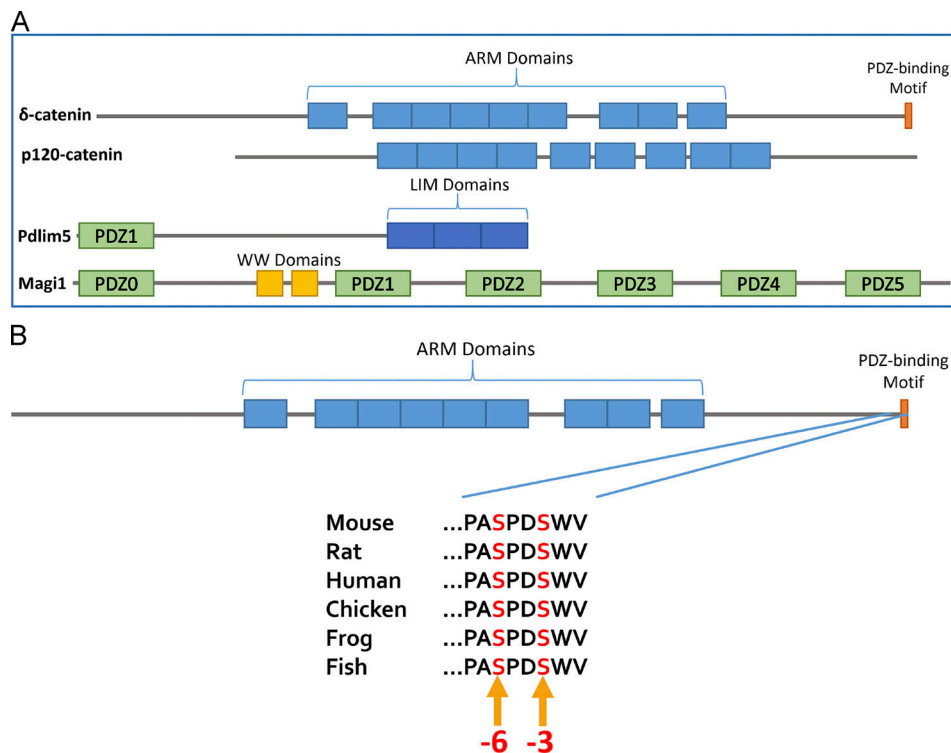 A
ARM Domains
PDZ-binding
Motif
δ-catenin
p120-catenin
LIM Domains
Pdlim5
PDZ1
WW Domains
Magi1
PDZ0
PDZ1
PDZ2
PDZ3
PDZ4
PDZ5
B
ARM Domains
PDZ-binding
Motif
Mouse ...PASPDSWV
Rat ...PASPDSWV
Human ...PASPDSWV
Chicken ...PASPDSWV
Frog ...PASPDSWV
Fish ...PASPDSWV
-6 -3